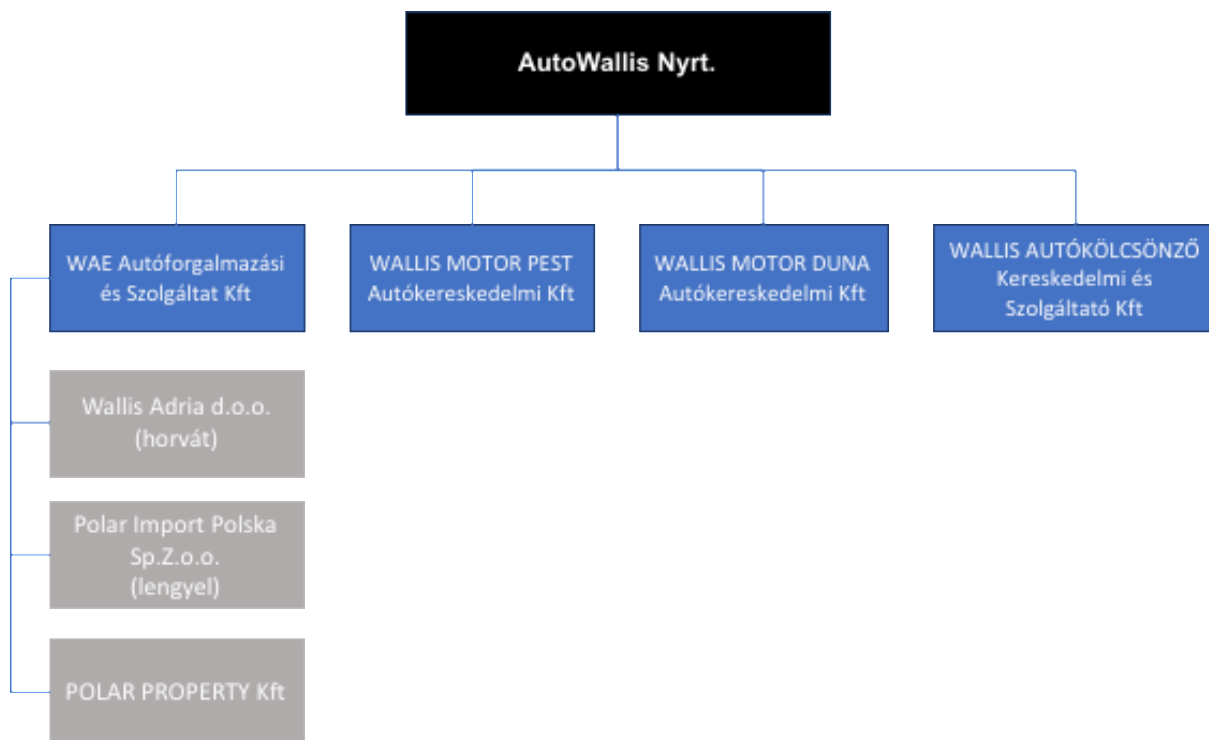 AutoWallis Nyrt.
WAE Autóforgalmazási
és Szolgáltat Kft
WALLIS MOTOR PEST
Autókereskedelmi Kft
WALLIS MOTOR DUNA
Autókereskedelmi Kft
WALLIS AUTÓKÖLCSÖNZŐ
Kereskedelmi és
Szolgáltató Kft
Wallis Adria d.o.o.
(horvát)
Polar Import Polska
Sp.Z.o.o.
(lengyel)
POLAR PROPERTY Kft